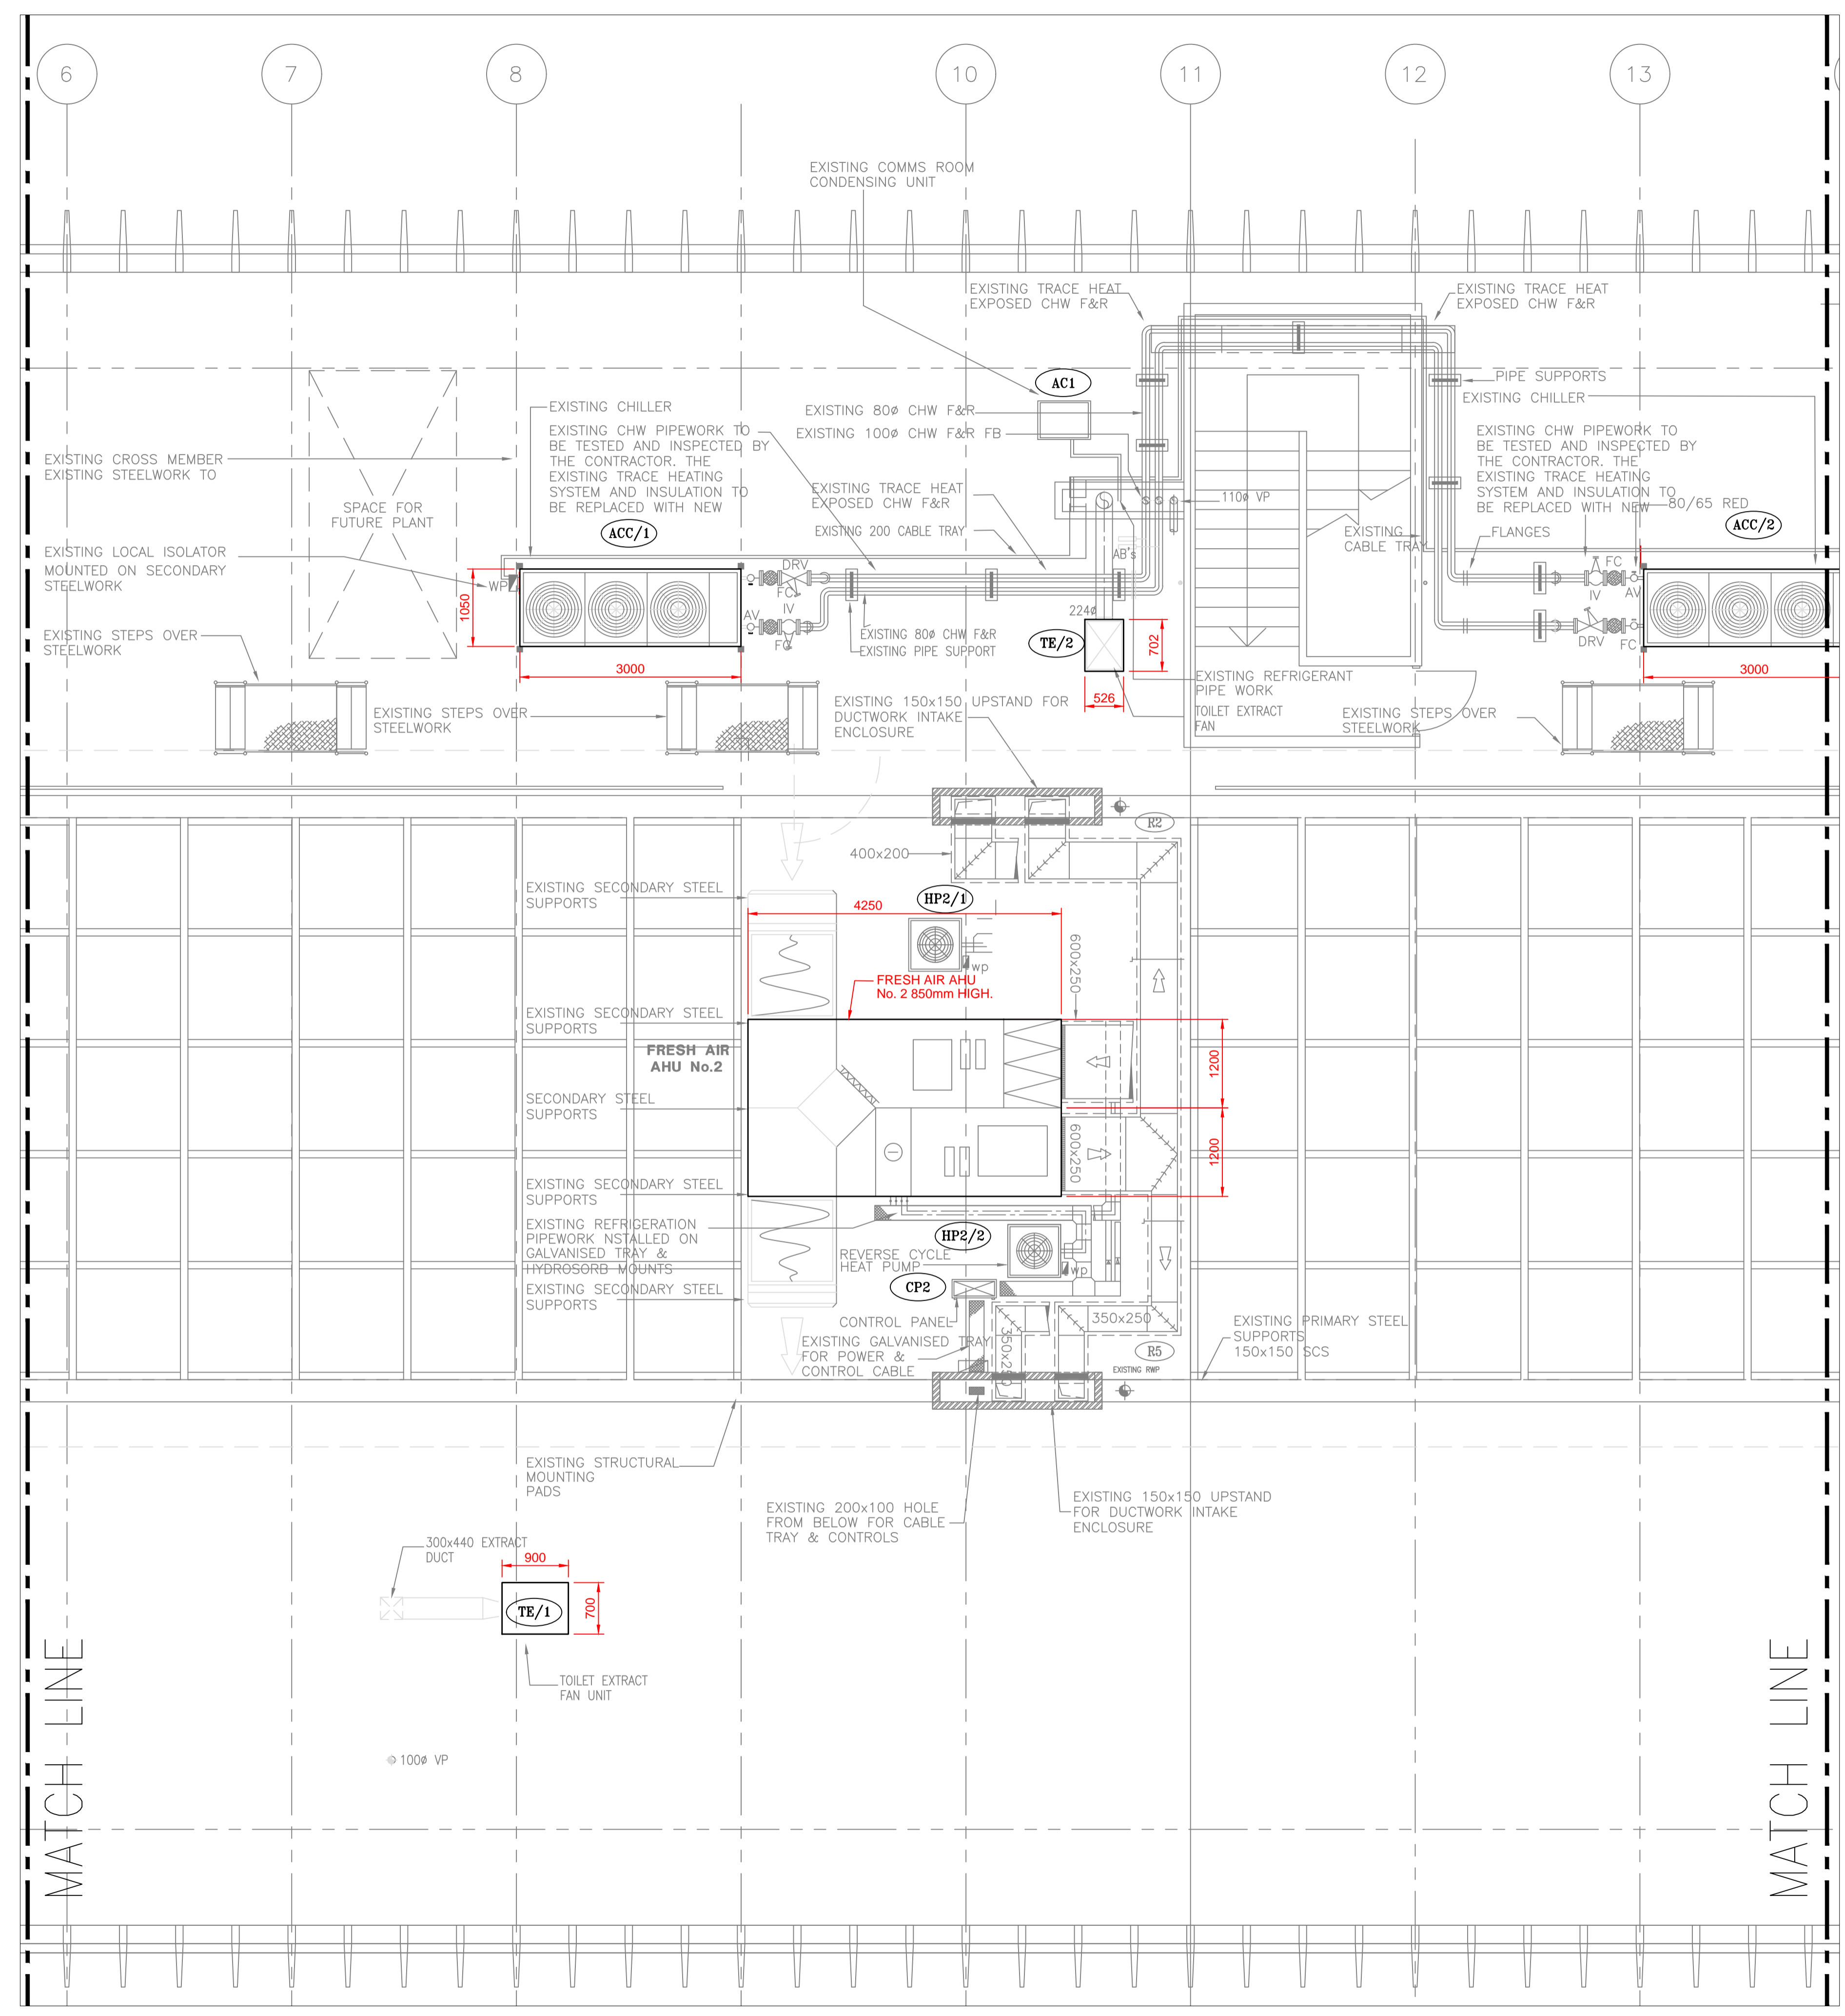 6
7
8
10
11
12
13
EXISTING COMMS ROOM
CONDENSING UNIT
EXISTING TRACE HEAT
EXPOSED CHW F&R
EXISTING TRACE HEAT
EXPOSED CHW F&R
AC1
PIPE SUPPORTS
EXISTING CHILLER
EXISTING CHILLER
EXISTING 80ø CHW F&R
EXISTING 100ø CHW F&R FB
EXISTING CHW PIPEWORK TO
BE TESTED AND INSPECTED BY
THE CONTRACTOR. THE
EXISTING TRACE HEATING
SYSTEM AND INSULATION TO
BE REPLACED WITH NEW
EXISTING CHW PIPEWORK TO
BE TESTED AND INSPECTED BY
THE CONTRACTOR. THE
EXISTING TRACE HEATING
SYSTEM AND INSULATION TO
BE REPLACED WITH NEW
EXISTING CROSS MEMBER
EXISTING STEELWORK TO
SPACE FOR
FUTURE PLANT
EXISTING TRACE HEAT
EXPOSED CHW F&R
110ø VP
80/65 RED
ACC/1
ACC/2
EXISTING 200 CABLE TRAY
EXISTING
CABLE TRAY
FLANGES
EXISTING LOCAL ISOLATOR
MOUNTED ON SECONDARY
STEELWORK
WP
DRV
FC
IV
AV
FC
AB's
FC
IV
AV
DRV
FC
1050
3000
224ø
TE/2
702
526
3000
EXISTING 80ø CHW F&R
EXISTING PIPE SUPPORT
EXISTING STEPS OVER
STEELWORK
EXISTING STEPS OVER
STEELWORK
EXISTING 150x150 UPSTAND FOR
DUCTWORK INTAKE
ENCLOSURE
EXISTING REFRIGERANT
PIPE WORK
TOILET EXTRACT
FAN
EXISTING STEPS OVER
STEELWORK
R2
400x200
EXISTING SECONDARY STEEL
SUPPORTS
HP2/1
4250
wp
600x250
FRESH AIR AHU
No. 2 850mm HIGH.
EXISTING SECONDARY STEEL
SUPPORTS
FRESH AIR
AHU No.2
1200
SECONDARY STEEL
SUPPORTS
600x250
1200
EXISTING SECONDARY STEEL
SUPPORTS
EXISTING REFRIGERATION
PIPEWORK NSTALLED ON
GALVANISED TRAY &
HYDROSORB MOUNTS
HP2/2
REVERSE CYCLE
HEAT PUMP
wp
CP2
EXISTING SECONDARY STEEL
SUPPORTS
CONTROL PANEL
350x250
350x250
EXISTING GALVANISED TRAY
FOR POWER &
CONTROL CABLE
R5
EXISTING RWP
EXISTING PRIMARY STEEL
SUPPORTS
150x150 SCS
EXISTING STRUCTURAL
MOUNTING
PADS
EXISTING 200x100 HOLE
FROM BELOW FOR CABLE
TRAY & CONTROLS
EXISTING 150x150 UPSTAND
FOR DUCTWORK INTAKE
ENCLOSURE
300x440 EXTRACT
DUCT
900
TE/1
700
TOILET EXTRACT
FAN UNIT
100ø VP
MATCH LINE
MATCH LINE